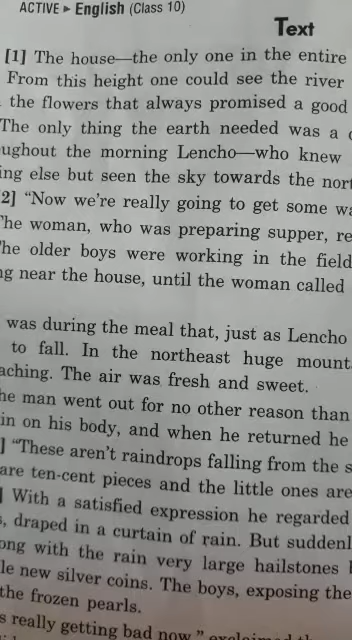 ACTIVE ▸ English (Class 10)
Text
[1] The house—the only one in the entire
From this height one could see the river
the flowers that always promised a good
The only thing the earth needed was a
ughout the morning Lencho—who knew
ing else but seen the sky towards the nort
2] “Now we’re really going to get some wa
The woman, who was preparing supper, re
The older boys were working in the field
ng near the house, until the woman called
was during the meal that, just as Lencho
to fall. In the northeast huge mount
aching. The air was fresh and sweet.
he man went out for no other reason than
in on his body, and when he returned he
] “These aren’t raindrops falling from the s
are ten-cent pieces and the little ones are
] With a satisfied expression he regarded
s, draped in a curtain of rain. But suddenl
ong with the rain very large hailstones
le new silver coins. The boys, exposing the
the frozen pearls.
s really getting bad now,”